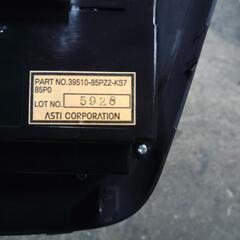 PART NO.39510-85PZ2-KS7
85P0
LOT NO. 5928
ASTI CORPORATION